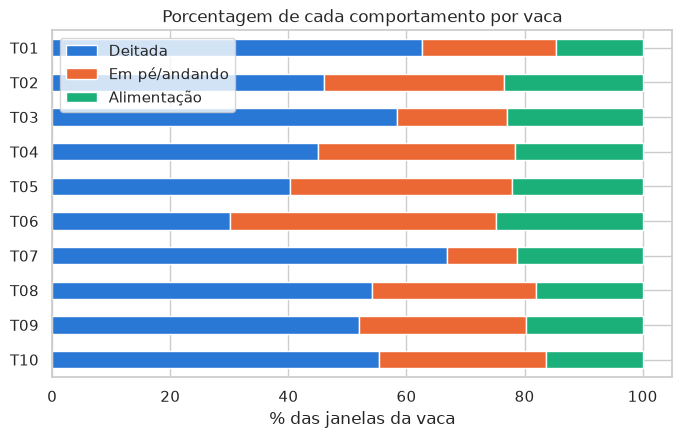 Porcentagem de cada comportamento por vaca
Deitada
Em pé/andando
Alimentação
T01
T02
T03
T04
T05
T06
T07
T08
T09
T10
0 20 40 60 80 100
% das janelas da vaca